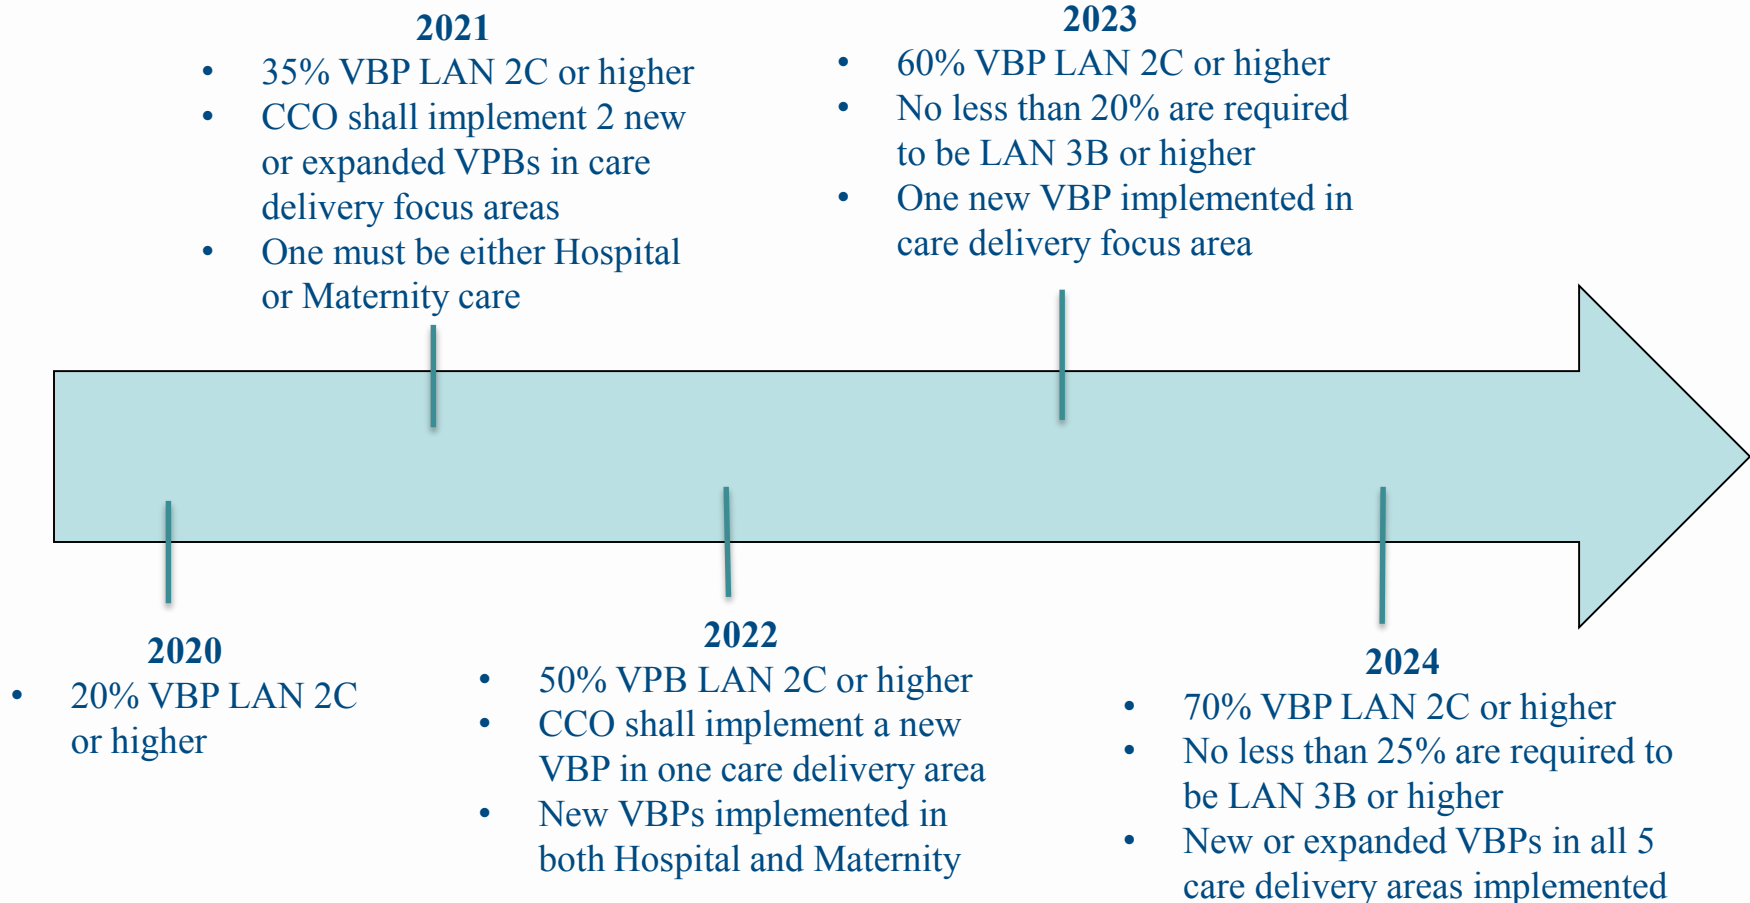 2021
• 35% VBP LAN 2C or higher
• CCO shall implement 2 new
or expanded VPBs in care
delivery focus areas
• One must be either Hospital
or Maternity care
2023
• 60% VBP LAN 2C or higher
• No less than 20% are required
to be LAN 3B or higher
• One new VBP implemented in
care delivery focus area
2020
• 20% VBP LAN 2C
or higher
2022
• 50% VPB LAN 2C or higher
• CCO shall implement a new
VBP in one care delivery area
• New VBPs implemented in
both Hospital and Maternity
2024
• 70% VBP LAN 2C or higher
• No less than 25% are required to
be LAN 3B or higher
• New or expanded VBPs in all 5
care delivery areas implemented